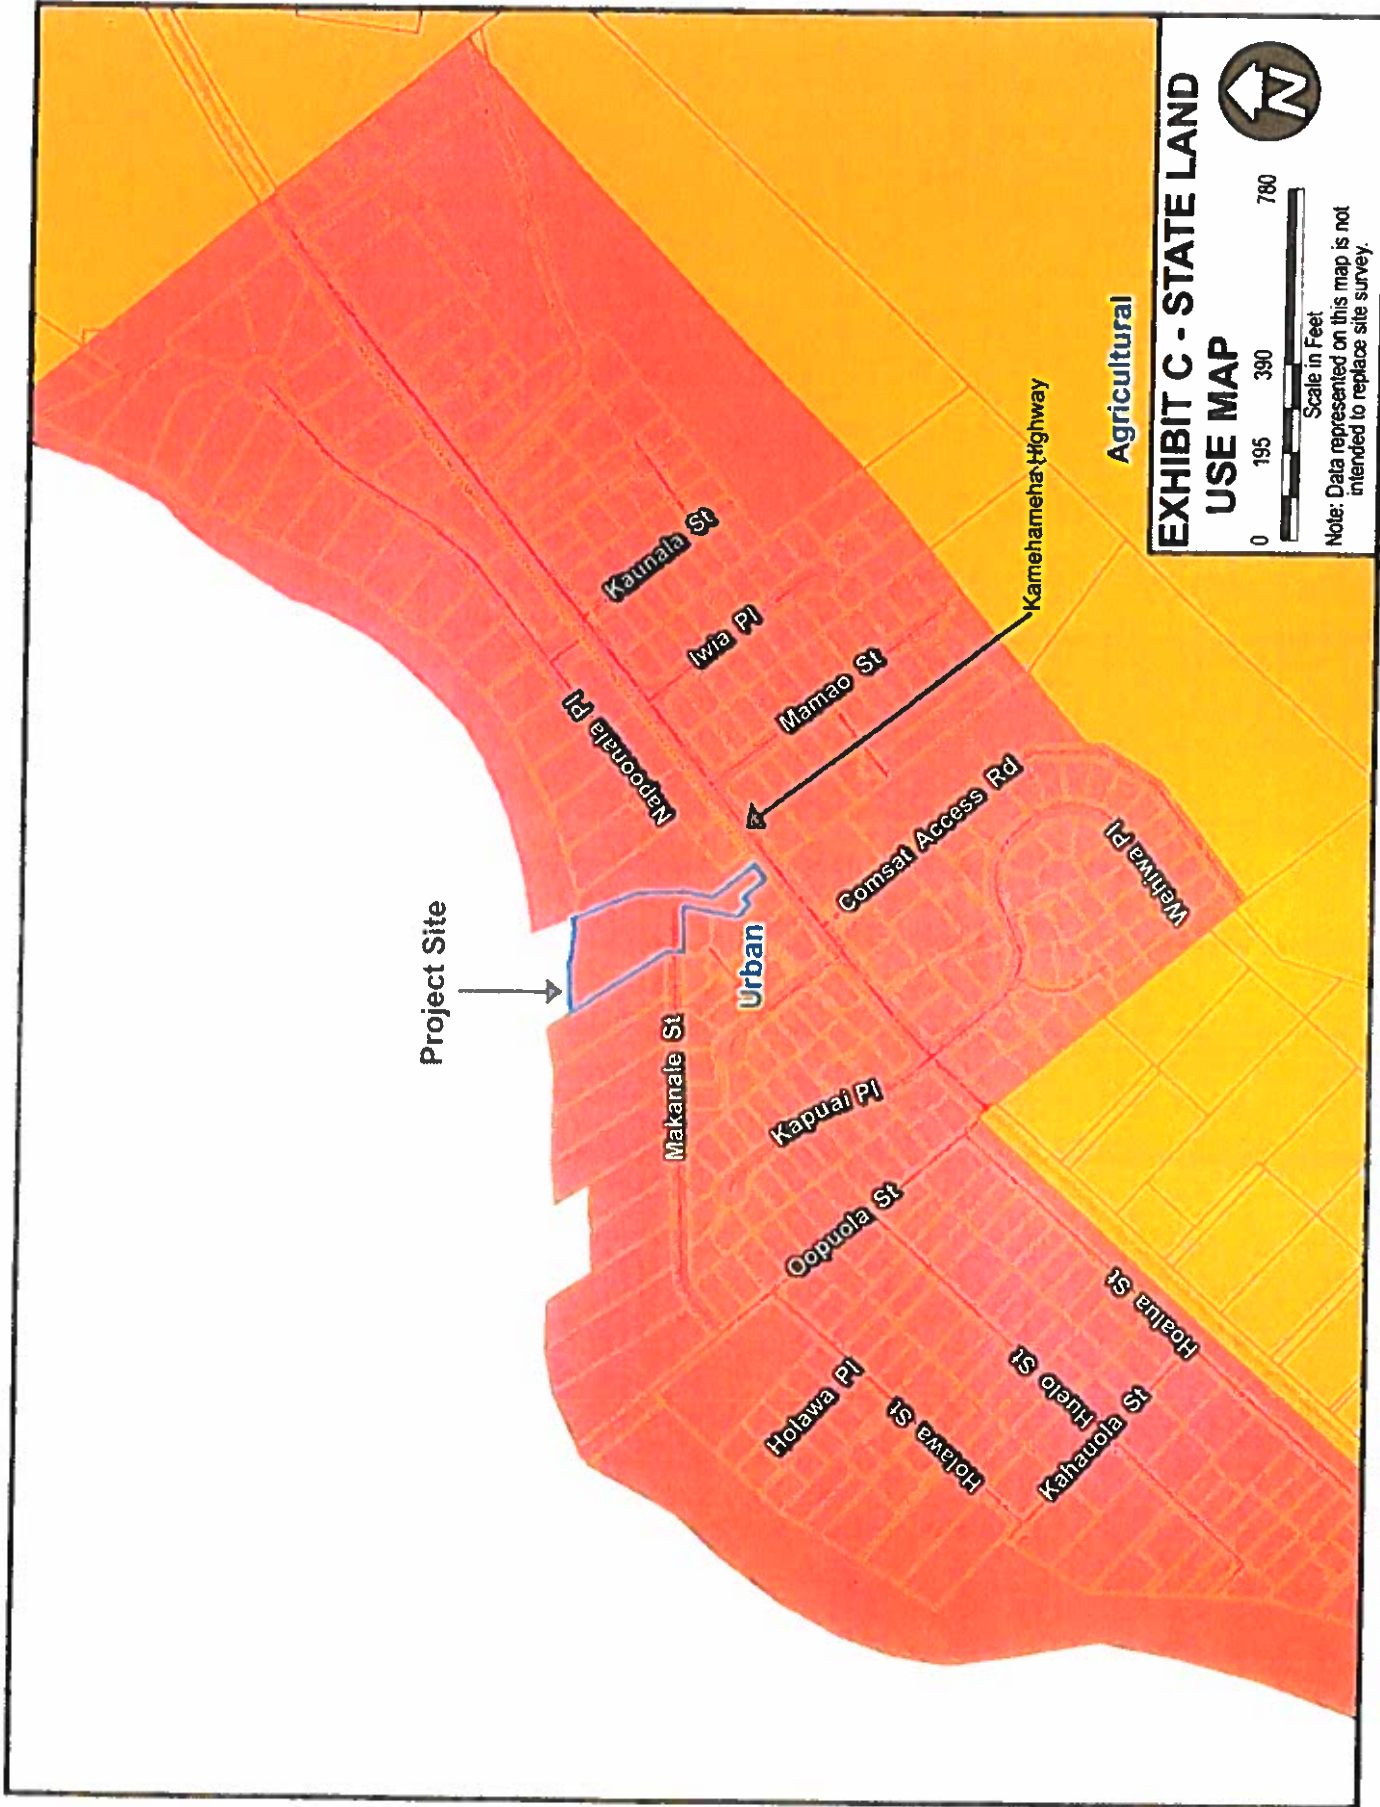 Project Site
Napoonala Pl
Kaunala St
Iwia Pl
Mamao St
Comsat Access Rd
Wehiwa Pl
Kamehameha Highway
Urban
Makanale St
Kapuai Pl
Oopuola St
Holawa Pl
Holawa St
Huelo St
Kahauola St
Hoalua St
Agricultural
EXHIBIT C - STATE LAND
USE MAP
N
0 195 390 780
Scale in Feet
Note: Data represented on this map is not
intended to replace site survey.